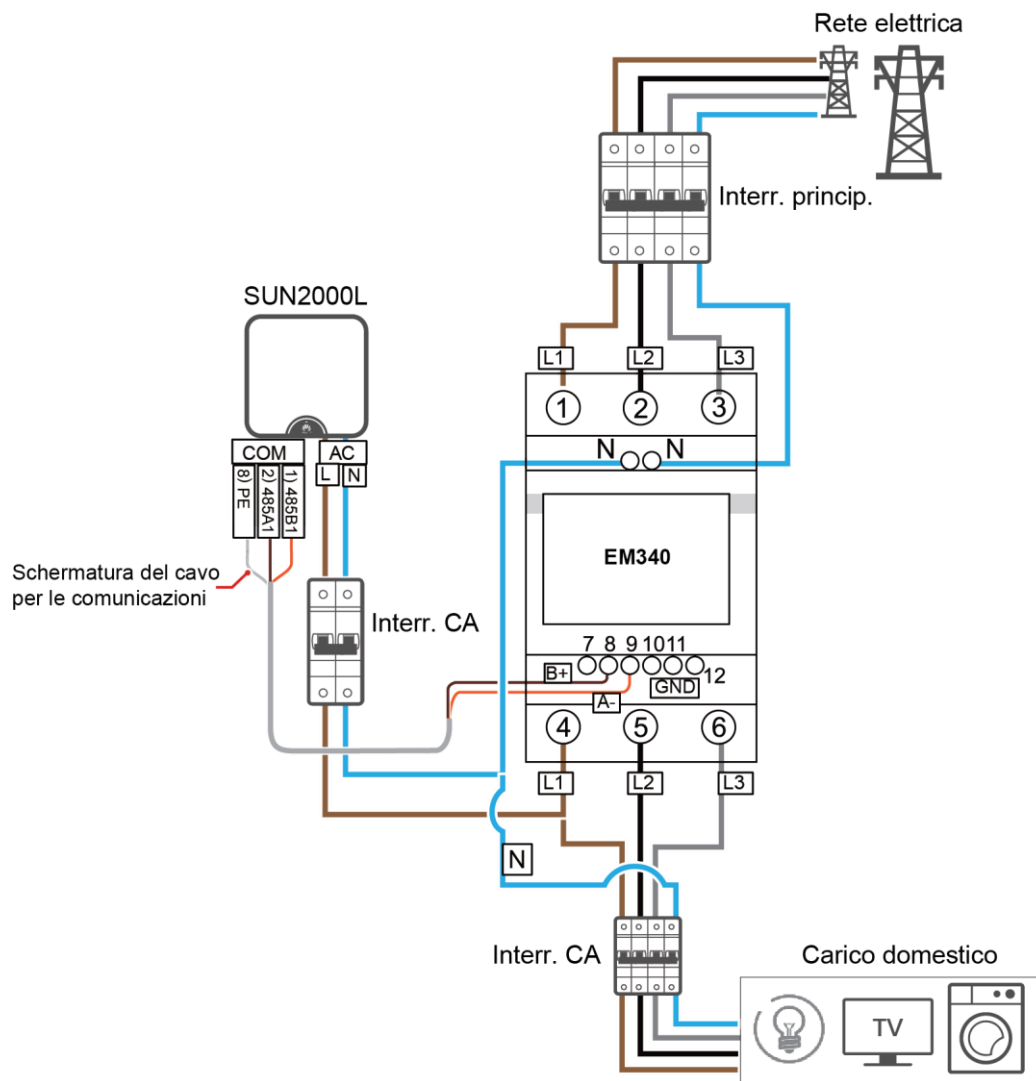 Rete elettrica
Interr. princip.
SUN2000L
L1
L2
L3
1
2
3
COM
AC
N
N
L
N
8) PE
2) 485A1
1) 485B1
EM340
Schermatura del cavo
per le comunicazioni
Interr. CA
7 8 9 10 11
12
B+
GND
A-
4
5
6
L1
L2
L3
N
Interr. CA
Carico domestico
TV